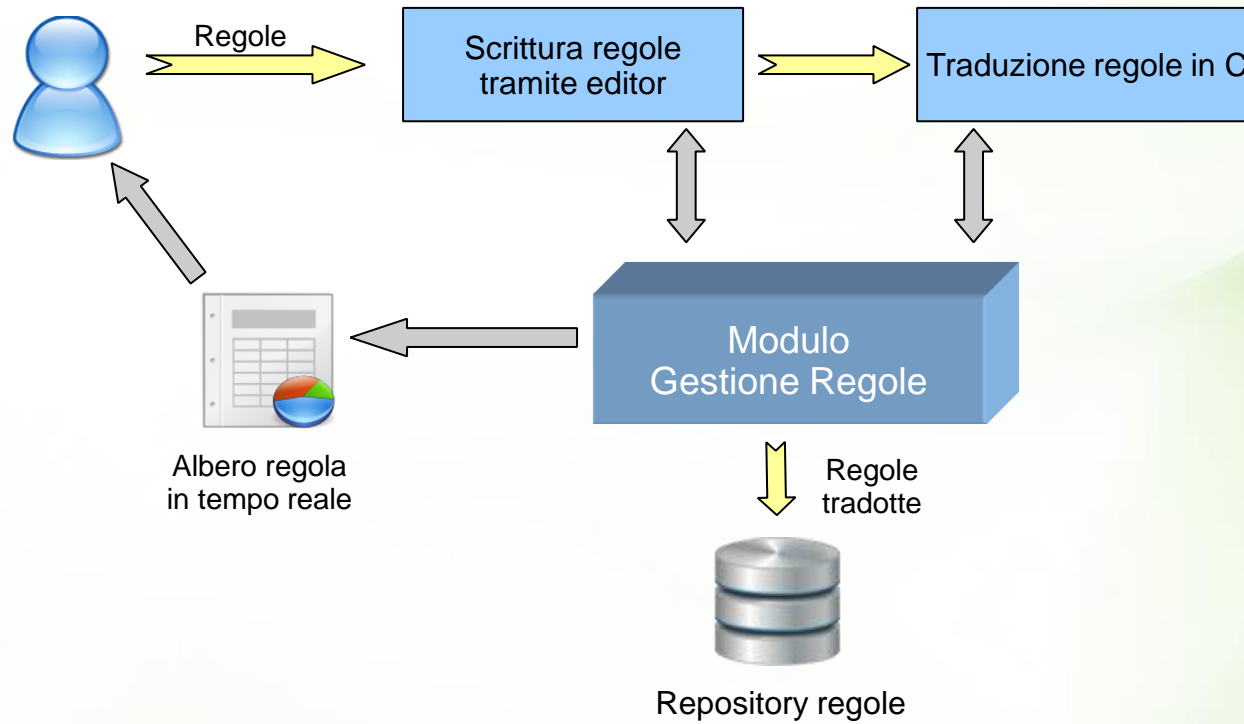 Regole
Scrittura regole
tramite editor
Traduzione regole in C
Modulo
Gestione Regole
Albero regola
in tempo reale
Regole
tradotte
Repository regole